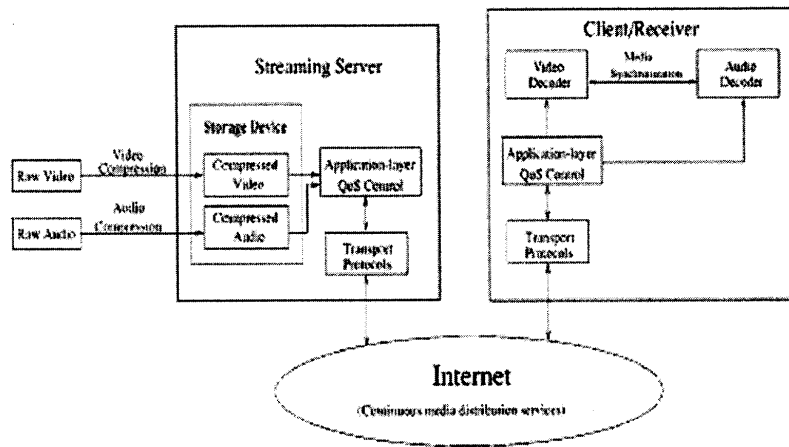 Streaming Server
Storage Device
Raw Video
Video
Compression
Compressed
Video
Raw Audio
Audio
Compression
Compressed
Audio
Application-layer
QoS Control
Transport
Protocols
Client/Receiver
Video
Decoder
Media
Synchronization
Audio
Decoder
Application-layer
QoS Control
Transport
Protocols
Internet
(Continuous media distribution services)